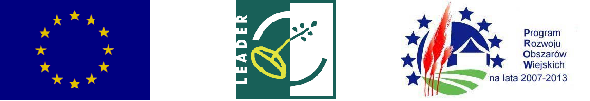 LEADER
Program
Rozwoju
Obszarów
Wiejskich
na lata 2007-2013